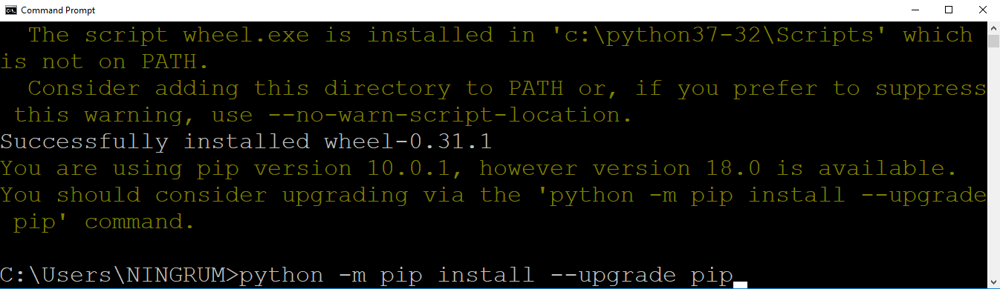 Command Prompt
The script wheel.exe is installed in 'c:\python37-32\Scripts' which
is not on PATH.
Consider adding this directory to PATH or, if you prefer to suppress
this warning, use --no-warn-script-location.
Successfully installed wheel-0.31.1
You are using pip version 10.0.1, however version 18.0 is available.
You should consider upgrading via the 'python -m pip install --upgrade
pip' command.
C:\Users\NINGRUM>python -m pip install --upgrade pip